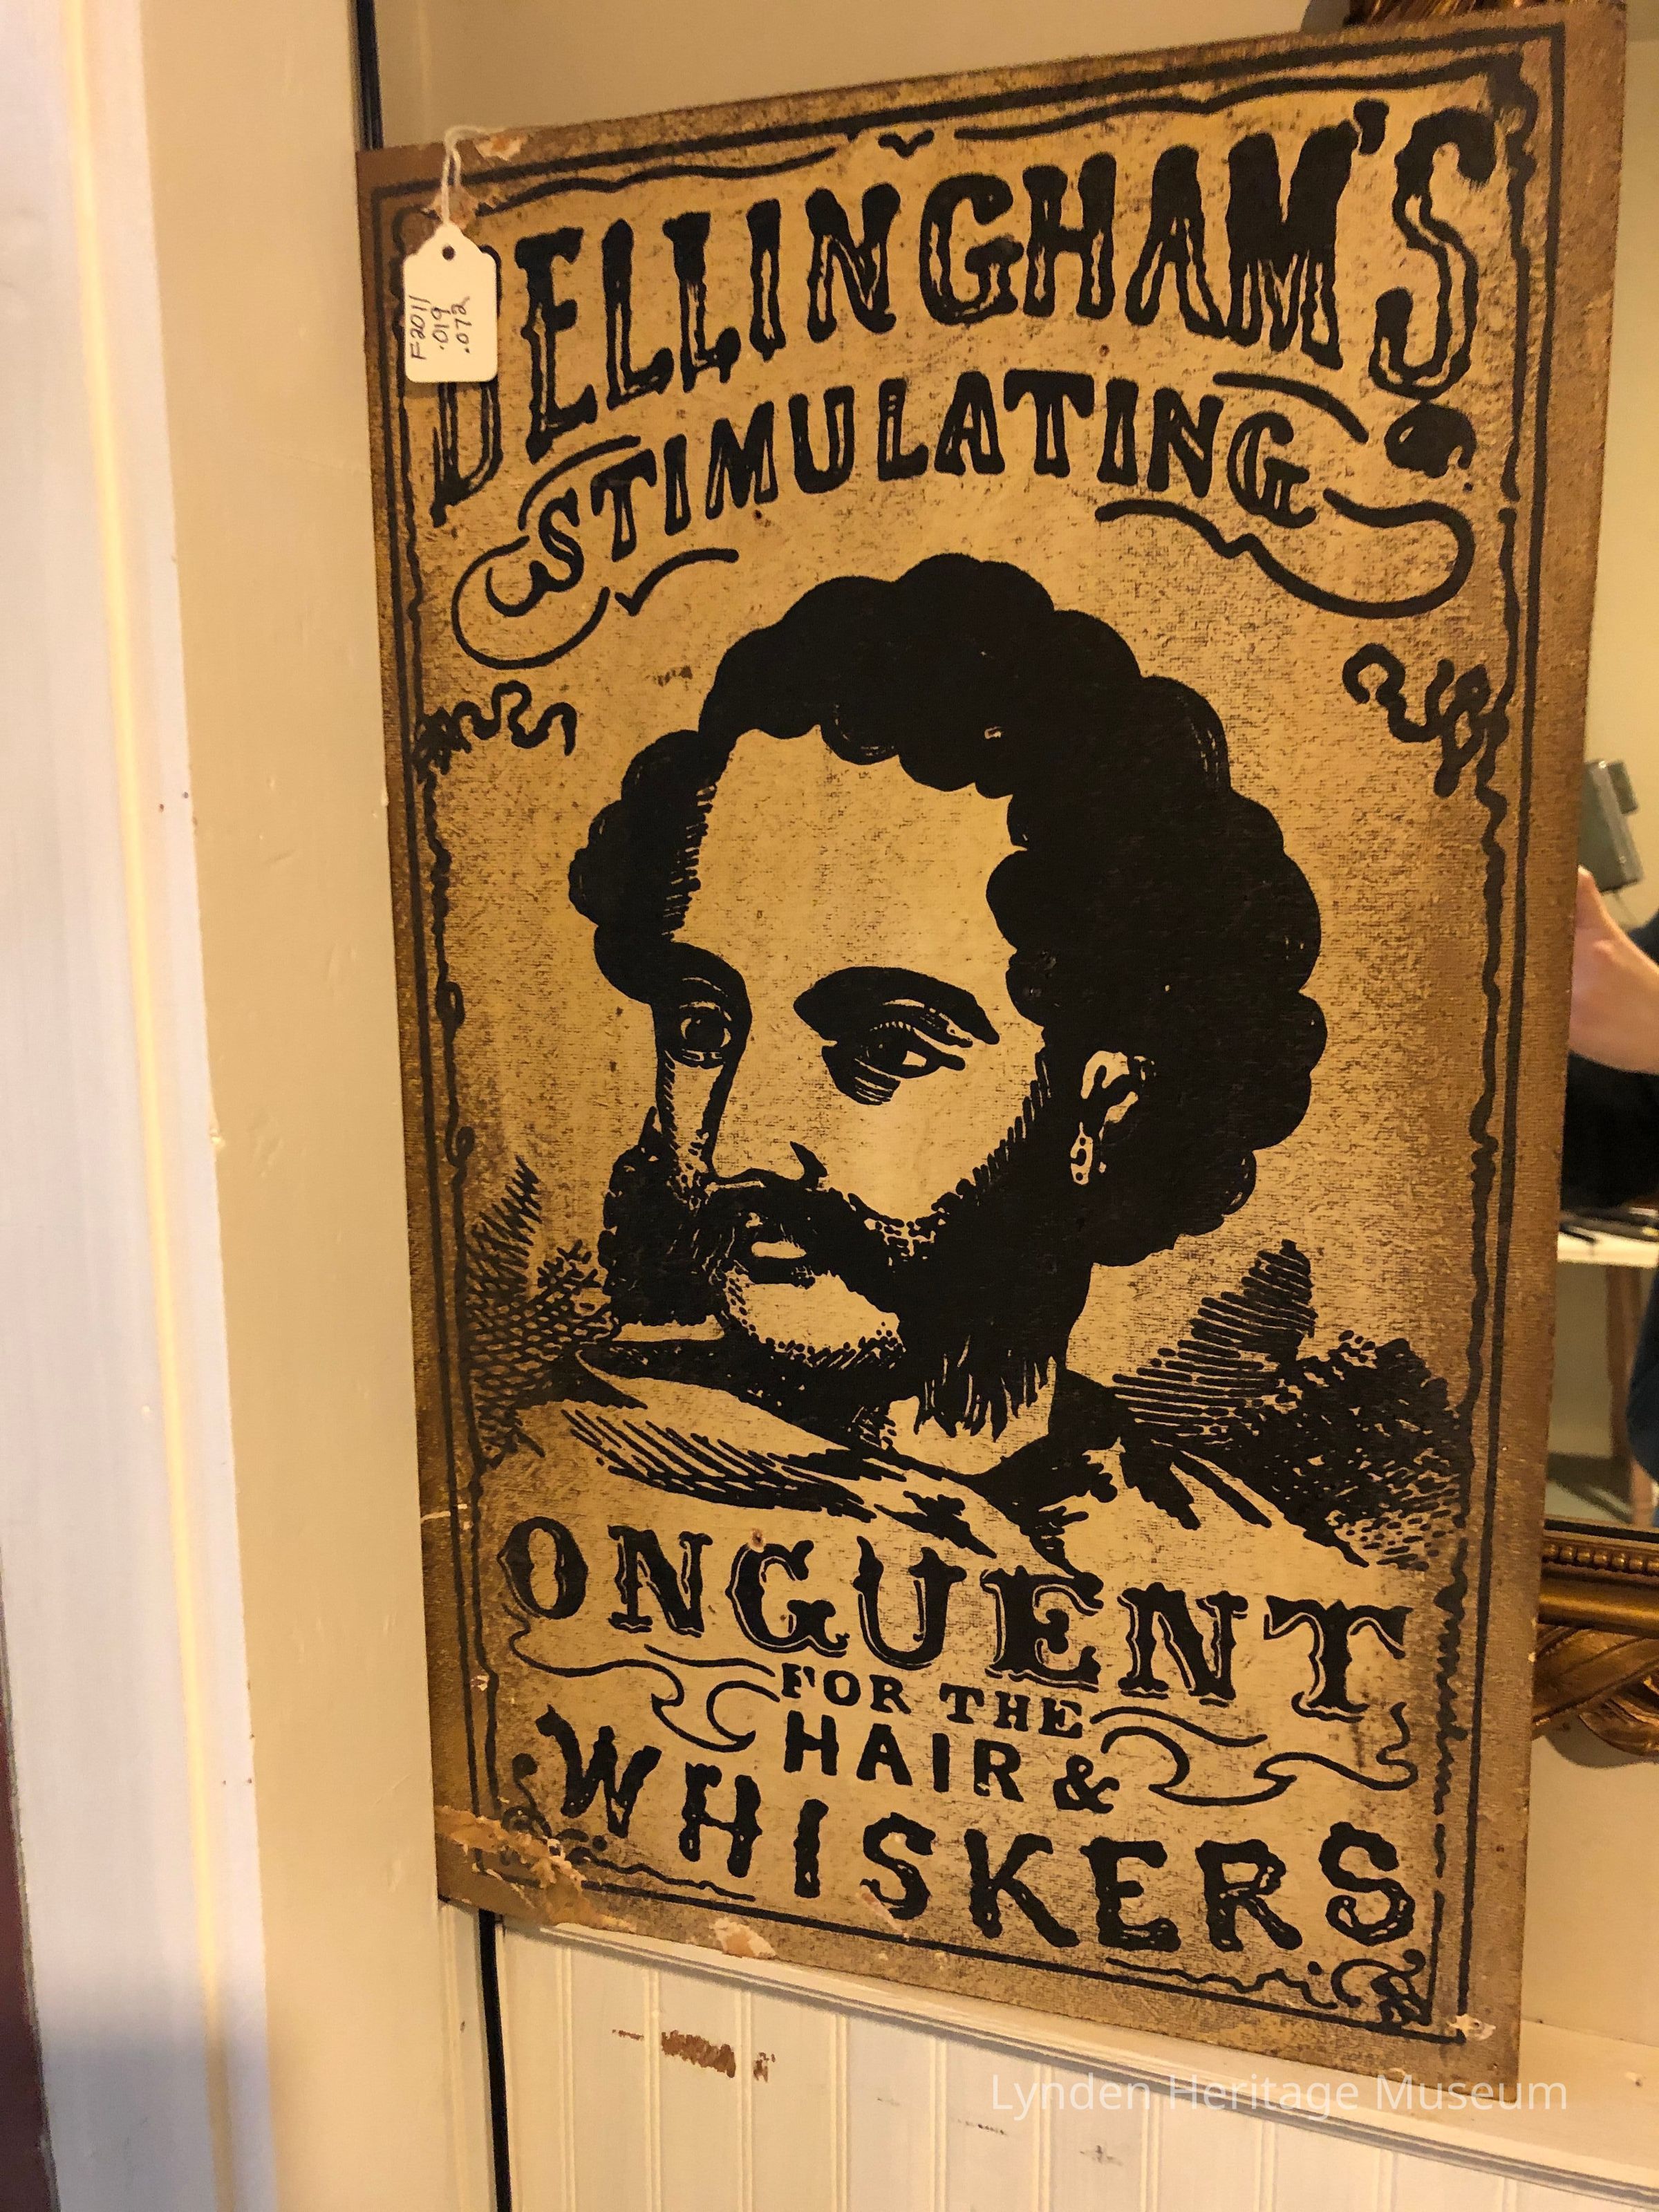 BELLINGHAM'S
STIMULATING
ONGUENT
FOR THE
HAIR &
WHISKERS
F2011
.019
.072
Lynden Heritage Museum